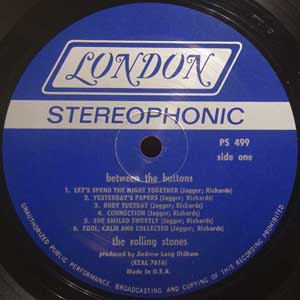 LONDON
STEREOPHONIC
PS 499
side one
between the buttons
1. LET'S SPEND THE NIGHT TOGETHER (Jagger; Richards)
2. YESTERDAY'S PAPERS (Jagger; Richards)
3. RUBY TUESDAY (Jagger; Richards)
4. CONNECTION (Jagger; Richards)
5. SHE SMILED SWEETLY (Jagger; Richards)
6. COOL, CALM AND COLLECTED (Jagger; Richards)
the rolling stones
produced by Andrew Loog Oldham
(XZAL 7616)
Made in U.S.A.
UNAUTHORIZED PUBLIC PERFORMANCE, BROADCASTING AND COPYING OF THIS RECORD PROHIBITED